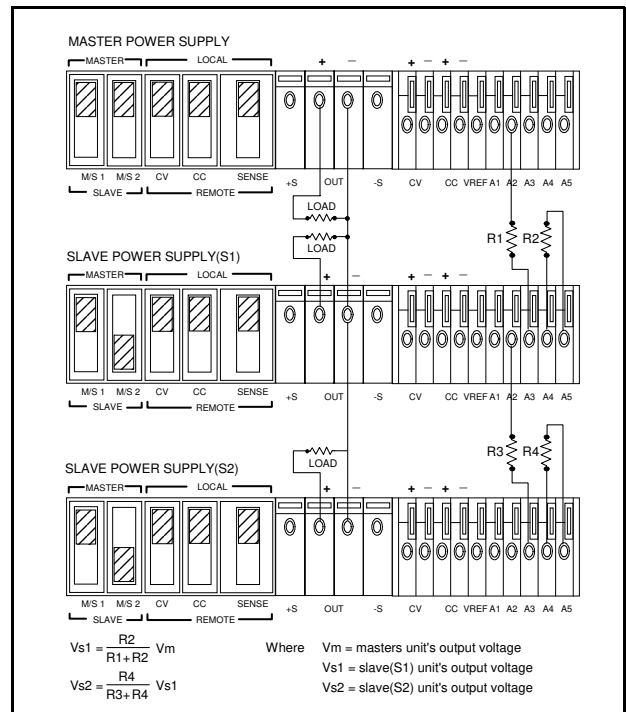 MASTER POWER SUPPLY
MASTER LOCAL + − + − + −
M/S 1 M/S 2 CV CC SENSE +S OUT -S CV CC VREF A1 A2 A3 A4 A5
SLAVE REMOTE
LOAD
LOAD
R1 R2
SLAVE POWER SUPPLY(S1)
MASTER LOCAL + − + − + −
M/S 1 M/S 2 CV CC SENSE +S OUT -S CV CC VREF A1 A2 A3 A4 A5
SLAVE REMOTE
LOAD
R3 R4
SLAVE POWER SUPPLY(S2)
MASTER LOCAL + − + − + −
M/S 1 M/S 2 CV CC SENSE +S OUT -S CV CC VREF A1 A2 A3 A4 A5
SLAVE REMOTE
Vs1 = R2 / R1+R2 Vm
Vs2 = R4 / R3+R4 Vs1
Where Vm = masters unit's output voltage
Vs1 = slave(S1) unit's output voltage
Vs2 = slave(S2) unit's output voltage